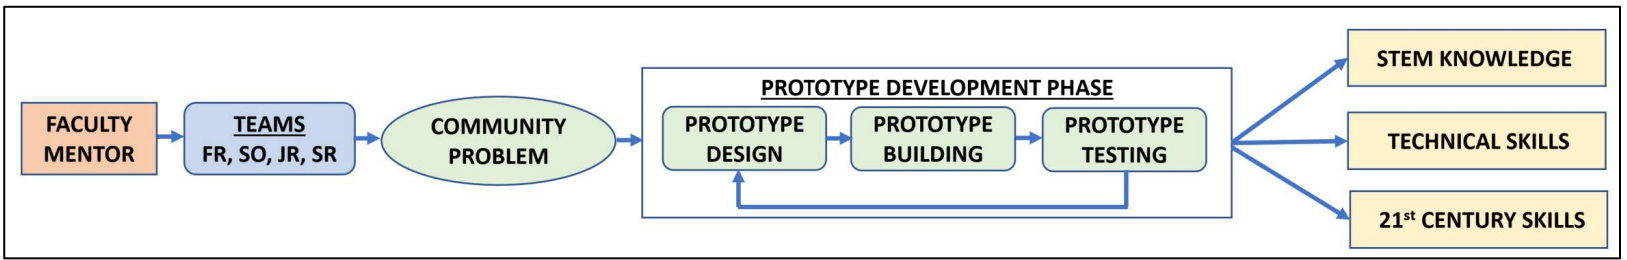 FACULTY
MENTOR
TEAMS
FR, SO, JR, SR
COMMUNITY
PROBLEM
PROTOTYPE DEVELOPMENT PHASE
PROTOTYPE
DESIGN
PROTOTYPE
BUILDING
PROTOTYPE
TESTING
STEM KNOWLEDGE
TECHNICAL SKILLS
21st CENTURY SKILLS